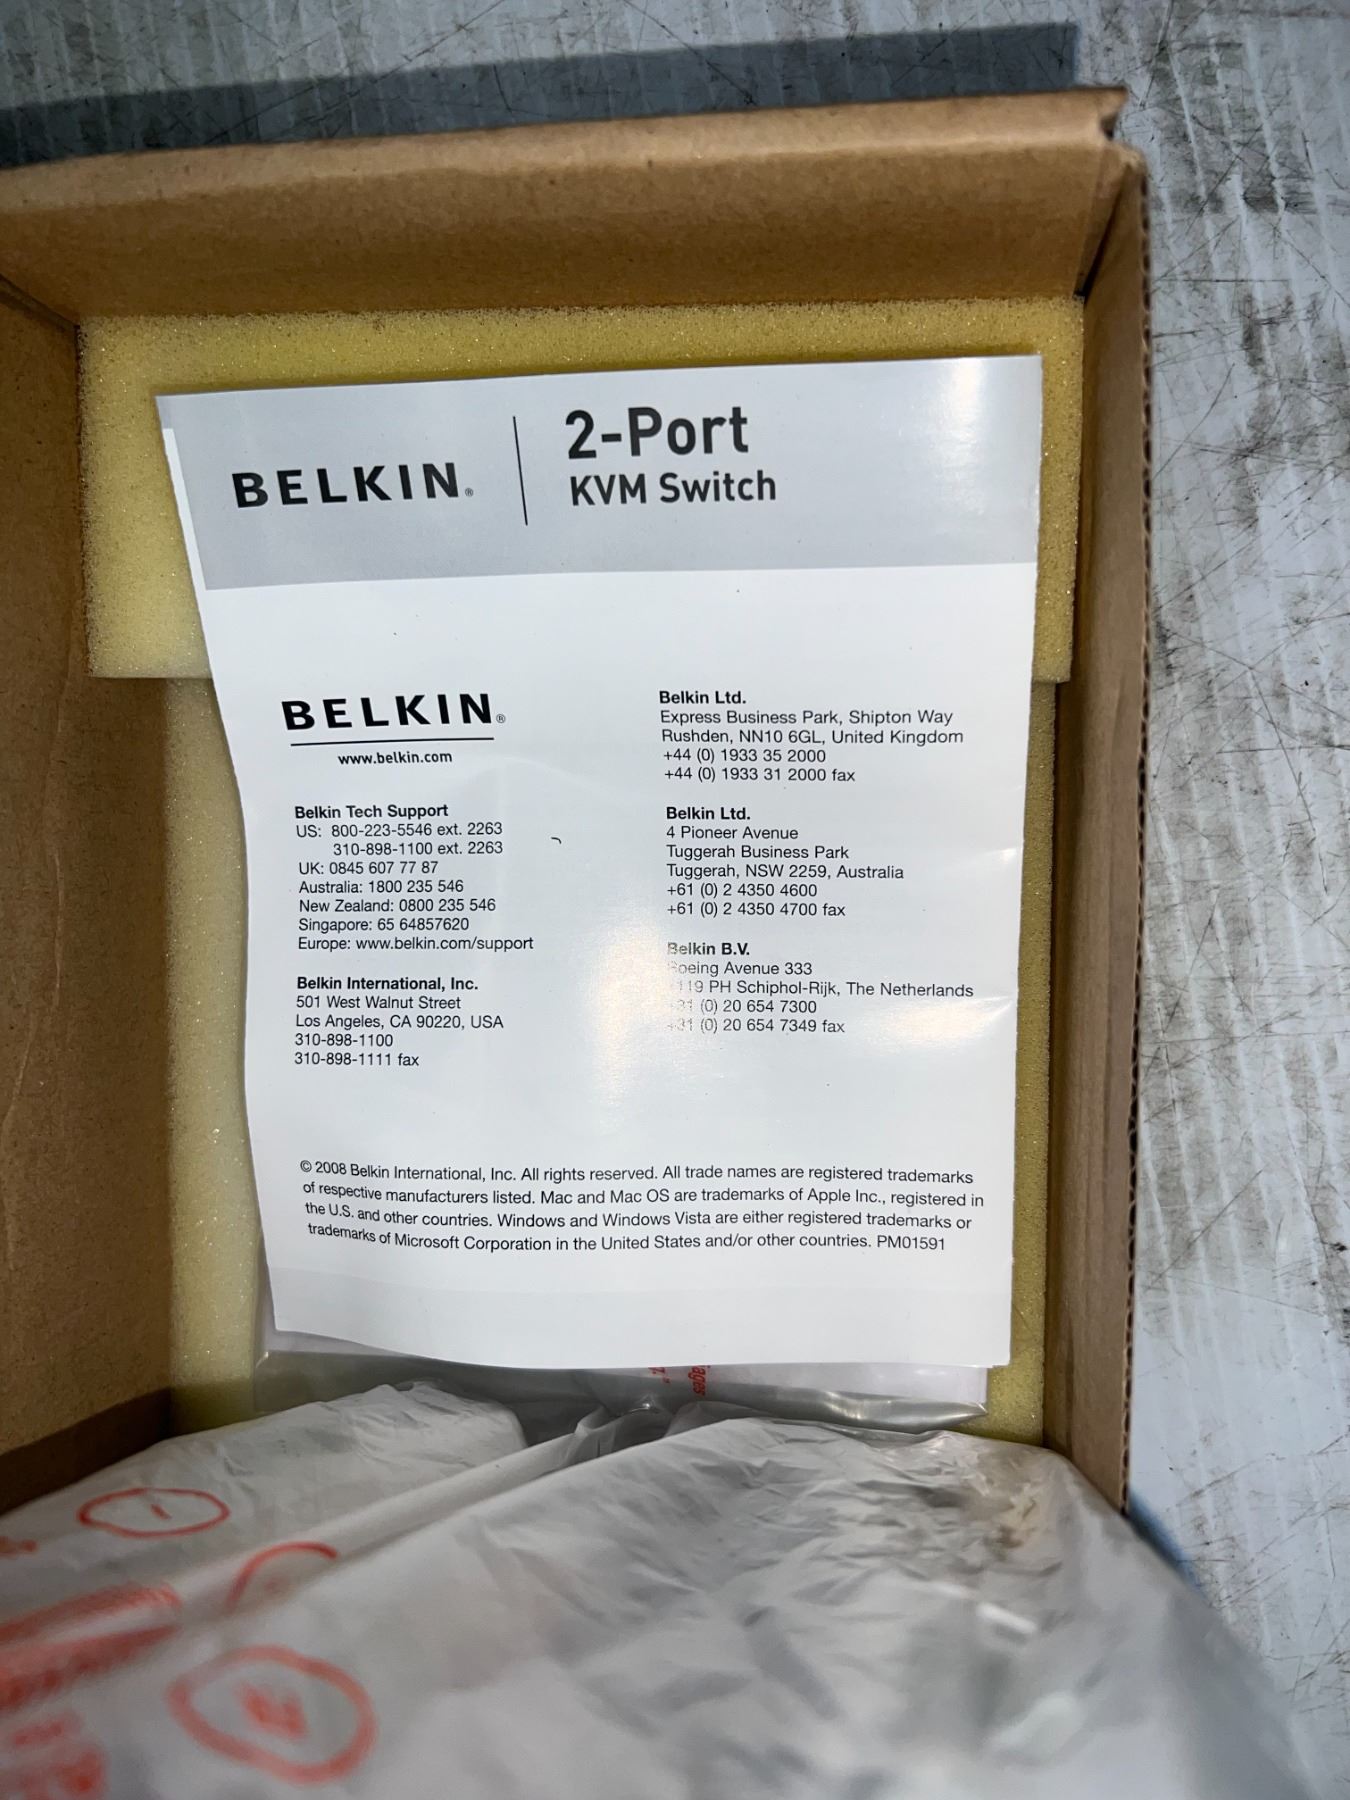 BELKIN®
2-Port
KVM Switch
BELKIN®
www.belkin.com
Belkin Tech Support
US: 800-223-5546 ext. 2263
310-898-1100 ext. 2263
UK: 0845 607 77 87
Australia: 1800 235 546
New Zealand: 0800 235 546
Singapore: 65 64857620
Europe: www.belkin.com/support
Belkin International, Inc.
501 West Walnut Street
Los Angeles, CA 90220, USA
310-898-1100
310-898-1111 fax
Belkin Ltd.
Express Business Park, Shipton Way
Rushden, NN10 6GL, United Kingdom
+44 (0) 1933 35 2000
+44 (0) 1933 31 2000 fax
Belkin Ltd.
4 Pioneer Avenue
Tuggerah Business Park
Tuggerah, NSW 2259, Australia
+61 (0) 2 4350 4600
+61 (0) 2 4350 4700 fax
Belkin B.V.
Boeing Avenue 333
PH Schiphol-Rijk, The Netherlands
+31 (0) 20 654 7300
+31 (0) 20 654 7349 fax
© 2008 Belkin International, Inc. All rights reserved. All trade names are registered trademarks
of respective manufacturers listed. Mac and Mac OS are trademarks of Apple Inc., registered in
the U.S. and other countries. Windows and Windows Vista are either registered trademarks or
trademarks of Microsoft Corporation in the United States and/or other countries. PM01591